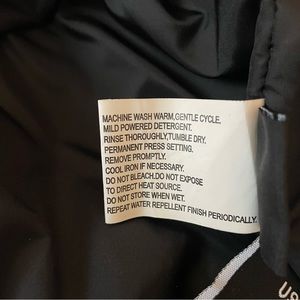 MACHINE WASH WARM,GENTLE CYCLE.
MILD POWERED DETERGENT.
RINSE THOROUGHLY,TUMBLE DRY.
PERMANENT PRESS SETTING.
REMOVE PROMPTLY.
COOL IRON IF NECESSARY.
DO NOT BLEACH.DO NOT EXPOSE
TO DIRECT HEAT SOURCE.
DO NOT STORE WHEN WET.
REPEAT WATER REPELLENT FINISH PERIODICALLY.